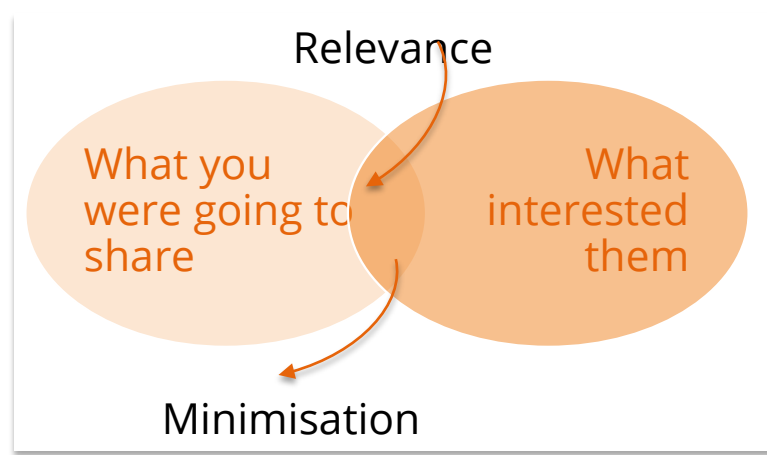 Relevance
What you
were going to
share
What
interested
them
Minimisation